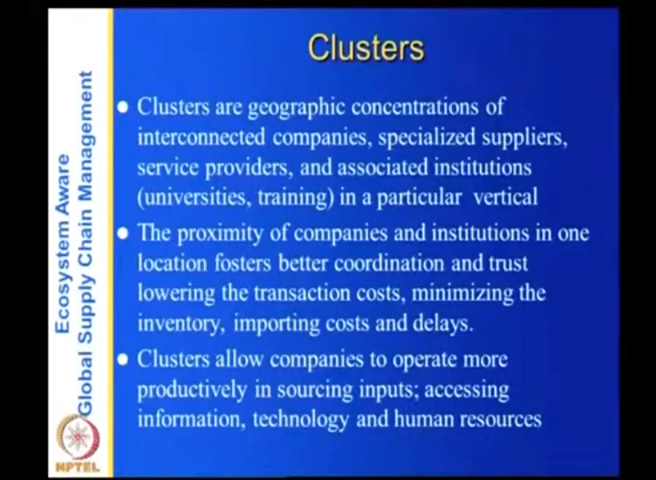 Clusters
Clusters are geographic concentrations of
interconnected companies, specialized suppliers,
service providers, and associated institutions
(universities, training) in a particular vertical
The proximity of companies and institutions in one
location fosters better coordination and trust
lowering the transaction costs, minimizing the
inventory, importing costs and delays.
Clusters allow companies to operate more
productively in sourcing inputs; accessing
information, technology and human resources
Ecosystem Aware
Global Supply Chain Management
NPTEL